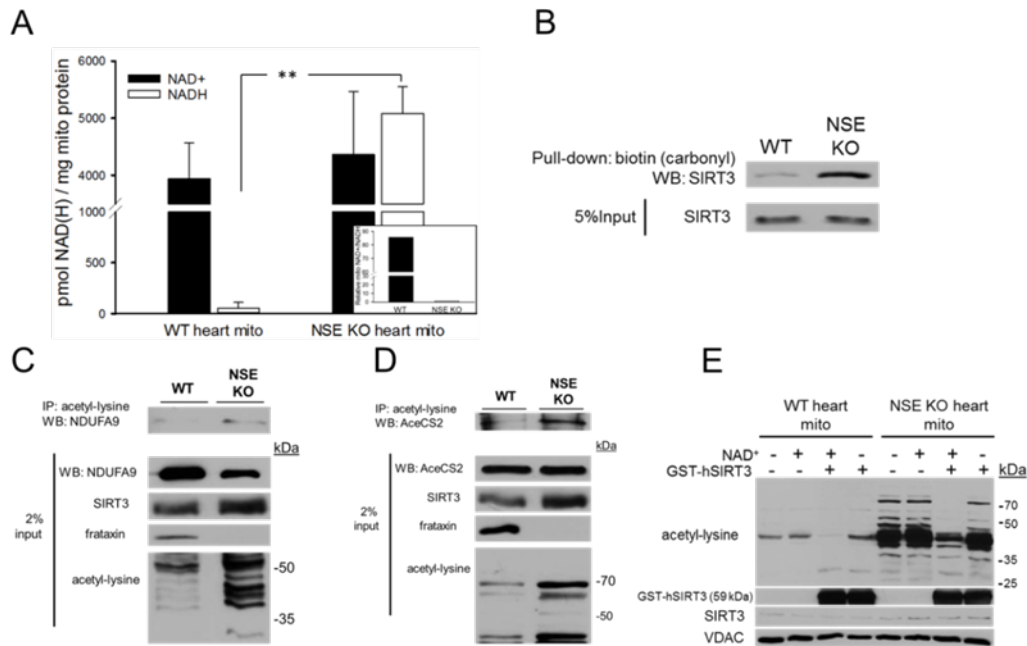 A
pmol NAD(H) / mg mito protein
6000
5000
4000
1000
500
0
NAD+
NADH
**
WT heart mito
NSE KO heart mito
Relative mito NAD+/NADH
WT
NSE KO
B
Pull-down: biotin (carbonyl)
WB: SIRT3
WT
NSE
KO
5%Input
SIRT3
C
WT
NSE
KO
IP: acetyl-lysine
WB: NDUFA9
kDa
2%
input
WB: NDUFA9
SIRT3
frataxin
acetyl-lysine
-50
-35
D
WT
NSE
KO
IP: acetyl-lysine
WB: AceCS2
kDa
2%
input
WB: AceCS2
SIRT3
frataxin
acetyl-lysine
-70
-50
E
WT heart
mito
NSE KO heart
mito
NAD+ - + + - - + + -
GST-hSIRT3 - - + + - - + +
kDa
acetyl-lysine
-70
-50
-35
-25
GST-hSIRT3 (59 kDa)
SIRT3
VDAC